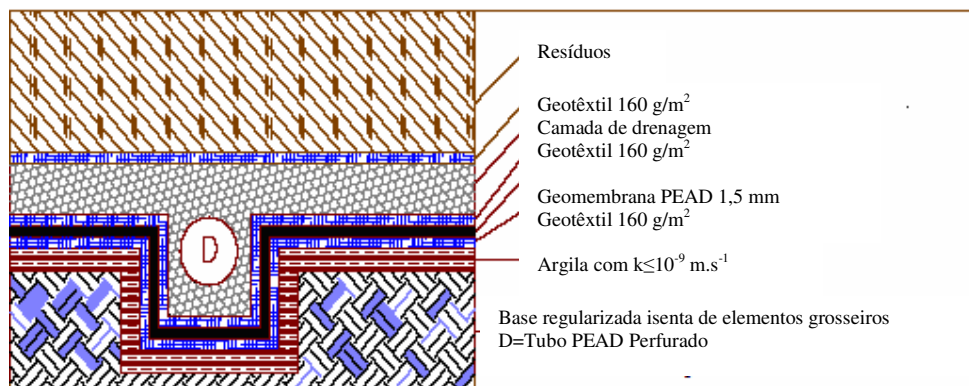 Resíduos
Geotêxtil 160 g/m²
Camada de drenagem
Geotêxtil 160 g/m²
Geomembrana PEAD 1,5 mm
Geotêxtil 160 g/m²
Argila com k≤10⁻⁹ m.s⁻¹
Base regularizada isenta de elementos grosseiros
D=Tubo PEAD Perfurado
D